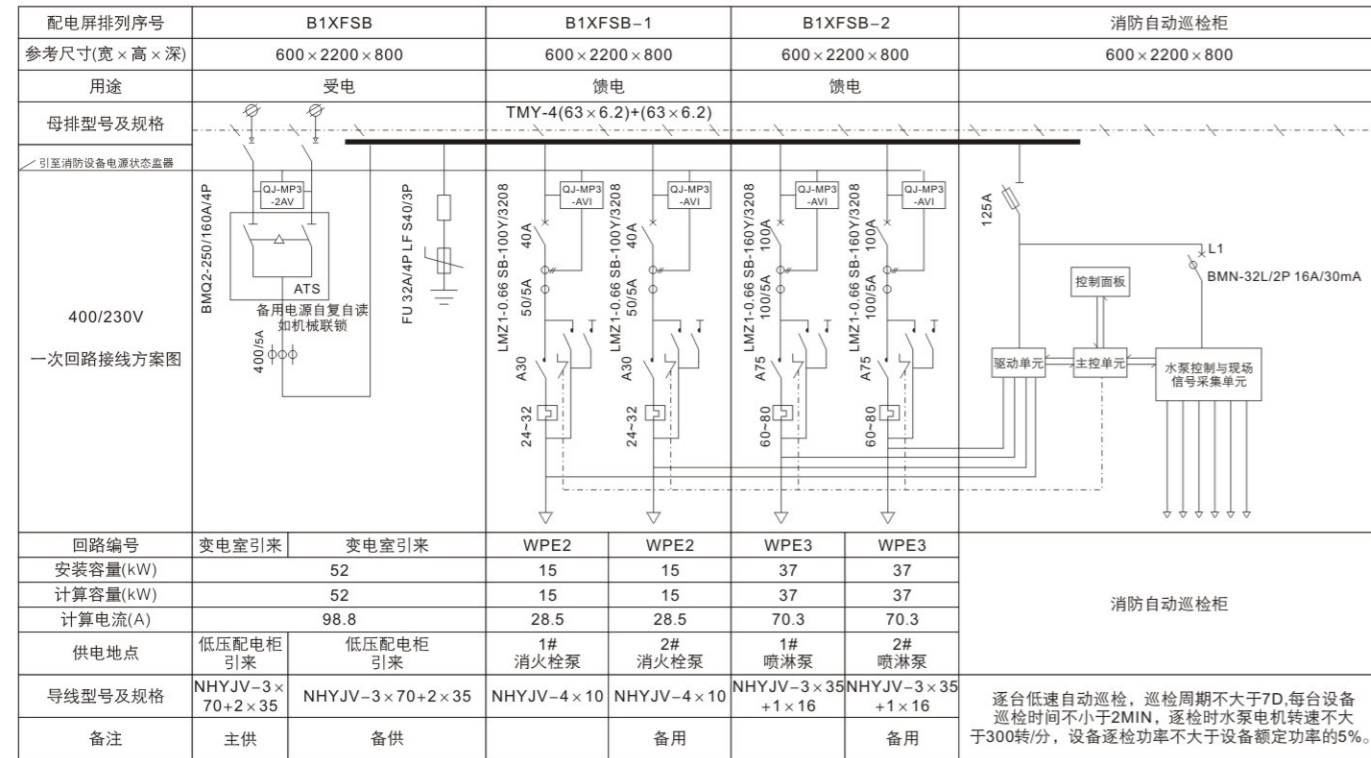 配电屏排列序号 B1XFSB B1XFSB-1 B1XFSB-2 消防自动巡检柜
参考尺寸(宽×高×深) 600×2200×800 600×2200×800 600×2200×800 600×2200×800
用途 受电 馈电 馈电
母排型号及规格 TMY-4(63×6.2)+(63×6.2)
引至消防设备电源状态监器
400/230V
一次回路接线方案图
BMQ2-250/160A/4P
QJ-MP3
-2AV
ATS
备用电源自复自读
如机械联锁
400/5A
FU 32A/4P LF S40/3P
LMZ1-0.66 SB-100Y/3208
40A
50/5A
A30
24~32
QJ-MP3
-AVI
LMZ1-0.66 SB-100Y/3208
40A
50/5A
A30
24~32
QJ-MP3
-AVI
LMZ1-0.66 SB-160Y/3208
100A
100/5A
A75
60~80
QJ-MP3
-AVI
LMZ1-0.66 SB-160Y/3208
100A
100/5A
A75
60~80
QJ-MP3
-AVI
125A
L1
BMN-32L/2P 16A/30mA
控制面板
驱动单元
主控单元
水泵控制与现场
信号采集单元
回路编号 变电室引来 变电室引来 WPE2 WPE2 WPE3 WPE3
安装容量(kW) 52 15 15 37 37
计算容量(kW) 52 15 15 37 37
计算电流(A) 98.8 28.5 28.5 70.3 70.3
消防自动巡检柜
供电地点 低压配电柜 低压配电柜 1# 2# 1# 2#
引来 引来 消火栓泵 消火栓泵 喷淋泵 喷淋泵
导线型号及规格 NHYJV-3× NHYJV-3×70+2×35 NHYJV-4×10 NHYJV-4×10 NHYJV-3×35 NHYJV-3×35
70+2×35 +1×16 +1×16
备注 主供 备供 备用 备用
逐台低速自动巡检，巡检周期不大于7D,每台设备
巡检时间不小于2MIN，逐检时水泵电机转速不大
于300转/分，设备逐检功率不大于设备额定功率的5%。